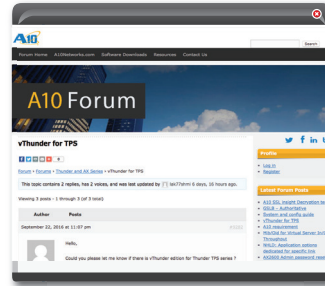 A10
Search
Forum Home A10Networks.com Software Downloads Resources Contact Us
A10 Forum
vThunder for TPS
Profile
Log in
Register
Forum › Forums › Thunder and AX Series › vThunder for TPS
This topic contains 2 replies, has 2 voices, and was last updated by
6 days, 16 hours ago.
Viewing 3 posts - 1 through 3 (of 3 total)
Latest Forum Posts
A10 SSL Insight Decryption te
GSLB - Authoritative
System and config guide
vThunder for TPS
A10 requirement
Throughout
Application options
dedicated for specific link.
AX2600 Admin password rese
Author Posts
September 22, 2016 at 11:07 pm
Hello,
Could you please let me know if there is vThunder edition for Thunder TPS series ?